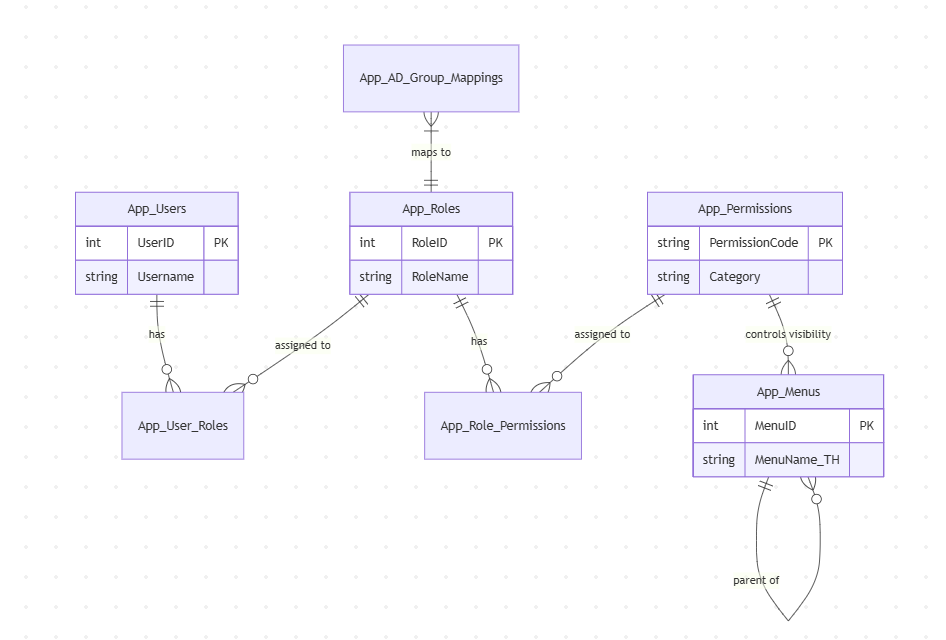 App_AD_Group_Mappings
maps to
App_Users
int UserID PK
string Username
App_Roles
int RoleID PK
string RoleName
App_Permissions
string PermissionCode PK
string Category
has
assigned to
has
assigned to
controls visibility
App_User_Roles
App_Role_Permissions
App_Menus
int MenuID PK
string MenuName_TH
parent of